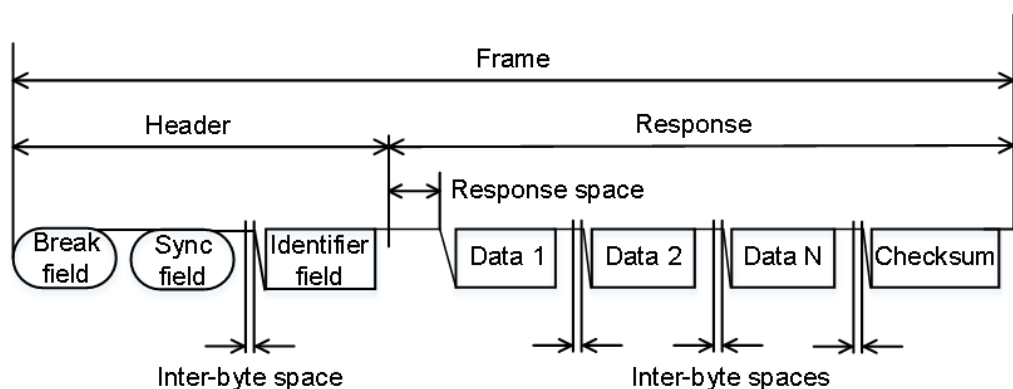 Frame
Header
Response
Response space
Break
field
Sync
field
Identifier
field
Data 1
Data 2
Data N
Checksum
Inter-byte space
Inter-byte spaces